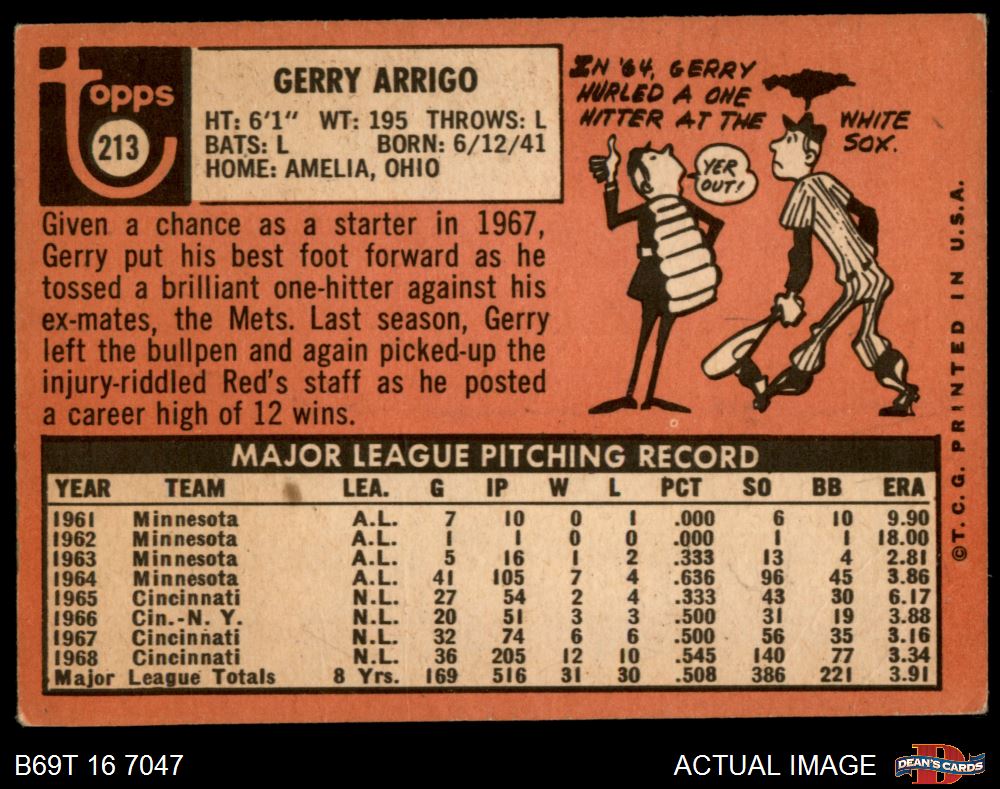 topps
213
GERRY ARRIGO
HT: 6'1" WT: 195 THROWS: L
BATS: L BORN: 6/12/41
HOME: AMELIA, OHIO
IN '64, GERRY
HURLED A ONE
HITTER AT THE WHITE
SOX.
YER
OUT!
Given a chance as a starter in 1967,
Gerry put his best foot forward as he
tossed a brilliant one-hitter against his
ex-mates, the Mets. Last season, Gerry
left the bullpen and again picked-up the
injury-riddled Red's staff as he posted
a career high of 12 wins.
MAJOR LEAGUE PITCHING RECORD
YEAR TEAM LEA. G IP W L PCT SO BB ERA
1961 Minnesota A.L. 7 10 0 1 .000 6 10 9.90
1962 Minnesota A.L. 1 1 0 0 .000 1 1 18.00
1963 Minnesota A.L. 5 16 1 2 .333 13 4 2.81
1964 Minnesota A.L. 41 105 7 4 .636 96 45 3.86
1965 Cincinnati N.L. 27 54 2 4 .333 43 30 6.17
1966 Cin.-N. Y. N.L. 20 51 3 3 .500 31 19 3.88
1967 Cincinnati N.L. 32 74 6 6 .500 56 35 3.16
1968 Cincinnati N.L. 36 205 12 10 .545 140 77 3.34
Major League Totals 8 Yrs. 169 516 31 30 .508 386 221 3.91
©T. C. G. PRINTED IN U.S.A.
B69T 16 7047
ACTUAL IMAGE
D
DEAN'S CARDS